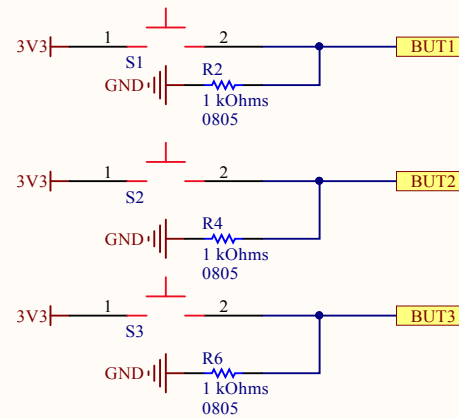 3V3 1 2 BUT1
S1
R2
GND
1 kOhms
0805
3V3 1 2 BUT2
S2
R4
GND
1 kOhms
0805
3V3 1 2 BUT3
S3
R6
GND
1 kOhms
0805